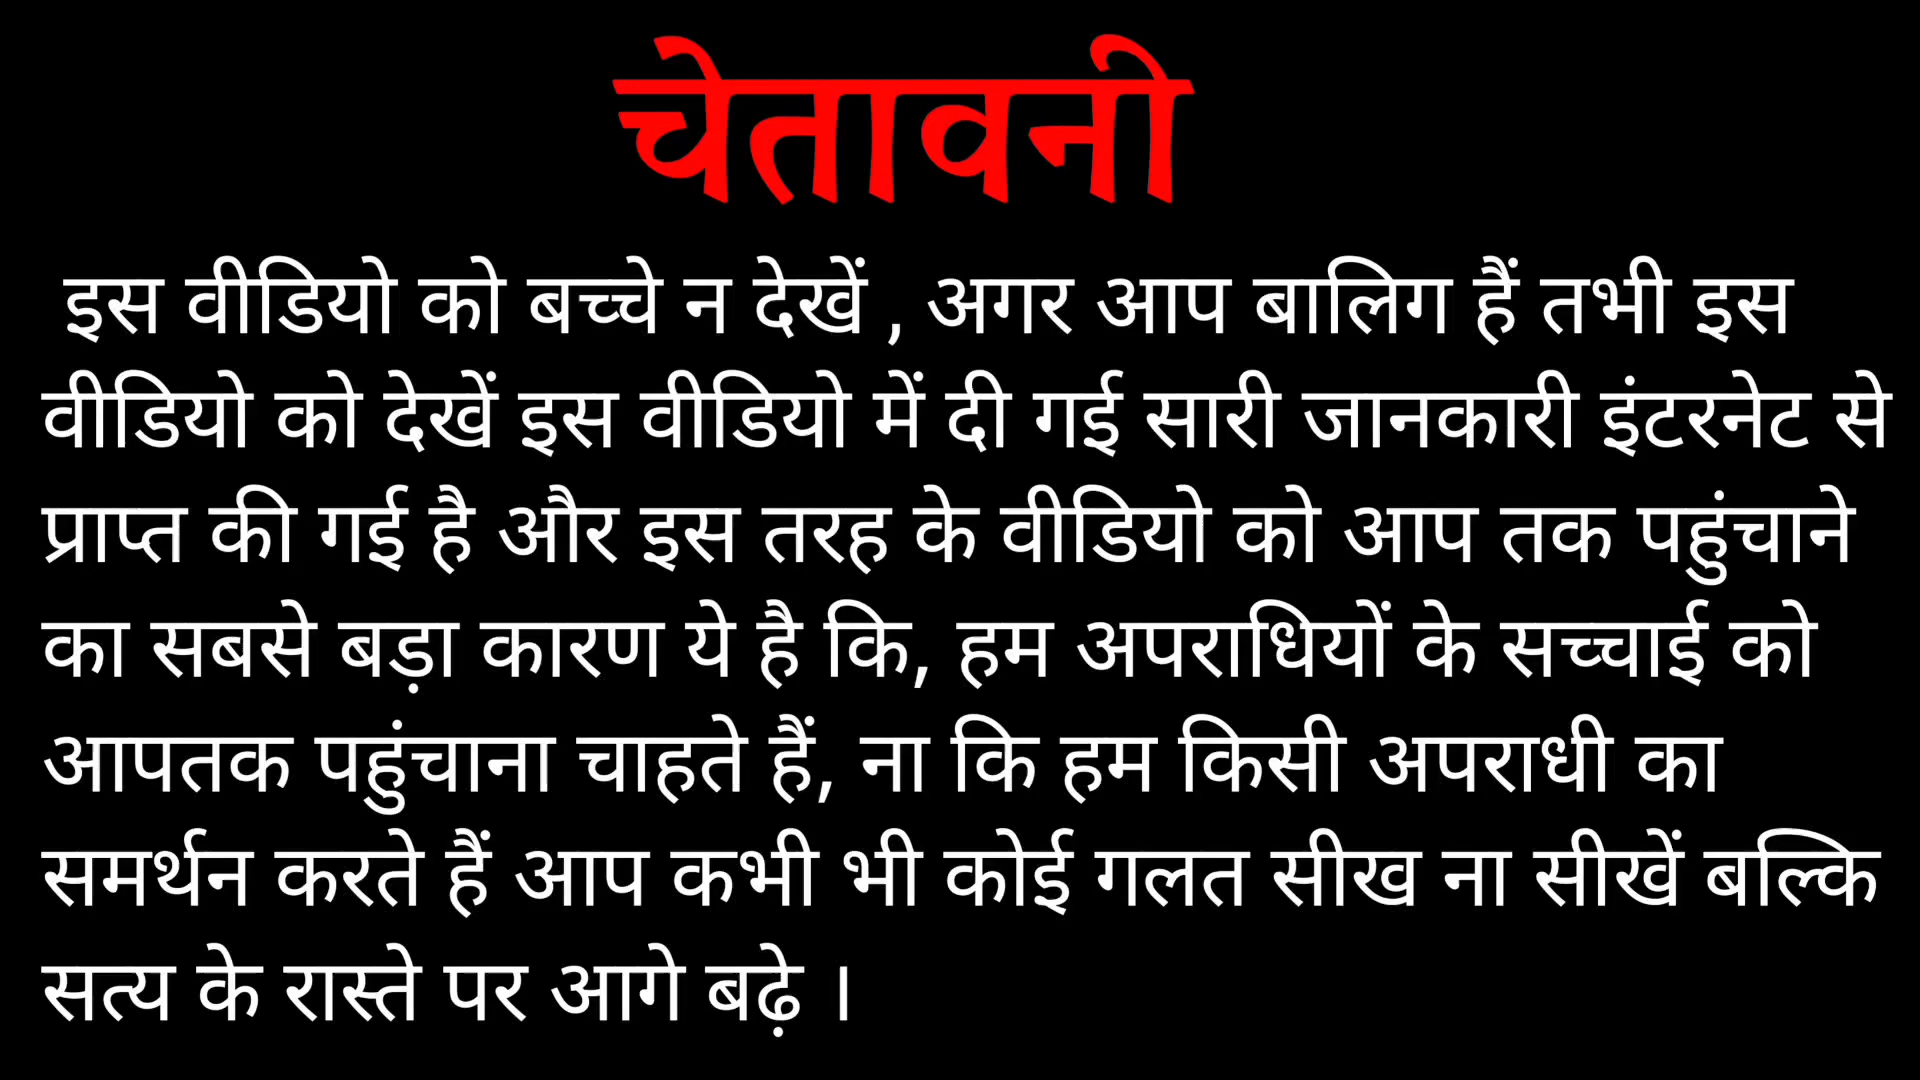 चेतावनी
इस वीडियो को बच्चे न देखें , अगर आप बालिग हैं तभी इस
वीडियो को देखें इस वीडियो में दी गई सारी जानकारी इंटरनेट से
प्राप्त की गई है और इस तरह के वीडियो को आप तक पहुंचाने
का सबसे बड़ा कारण ये है कि, हम अपराधियों के सच्चाई को
आपतक पहुंचाना चाहते हैं, ना कि हम किसी अपराधी का
समर्थन करते हैं आप कभी भी कोई गलत सीख ना सीखें बल्कि
सत्य के रास्ते पर आगे बढ़े ।